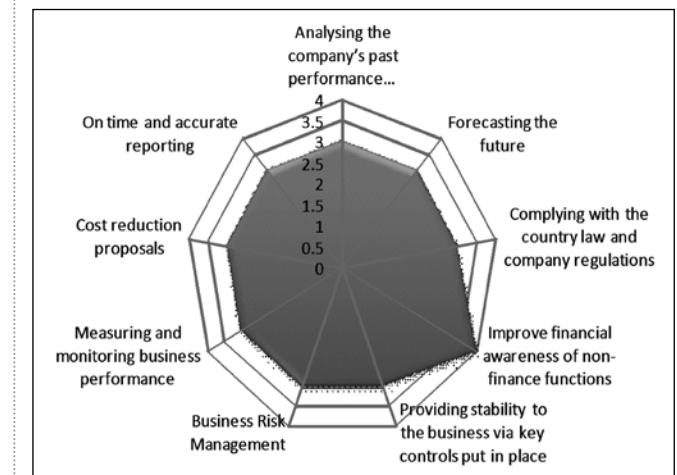 Analysing the
company's past
performance...
Forecasting the
future
Complying with the
country law and
company regulations
Improve financial
awareness of non-
finance functions
Providing stability to
the business via key
controls put in place
Business Risk
Management
Measuring and
monitoring business
performance
Cost reduction
proposals
On time and accurate
reporting
4
3.5
3
2.5
2
1.5
1
0.5
0